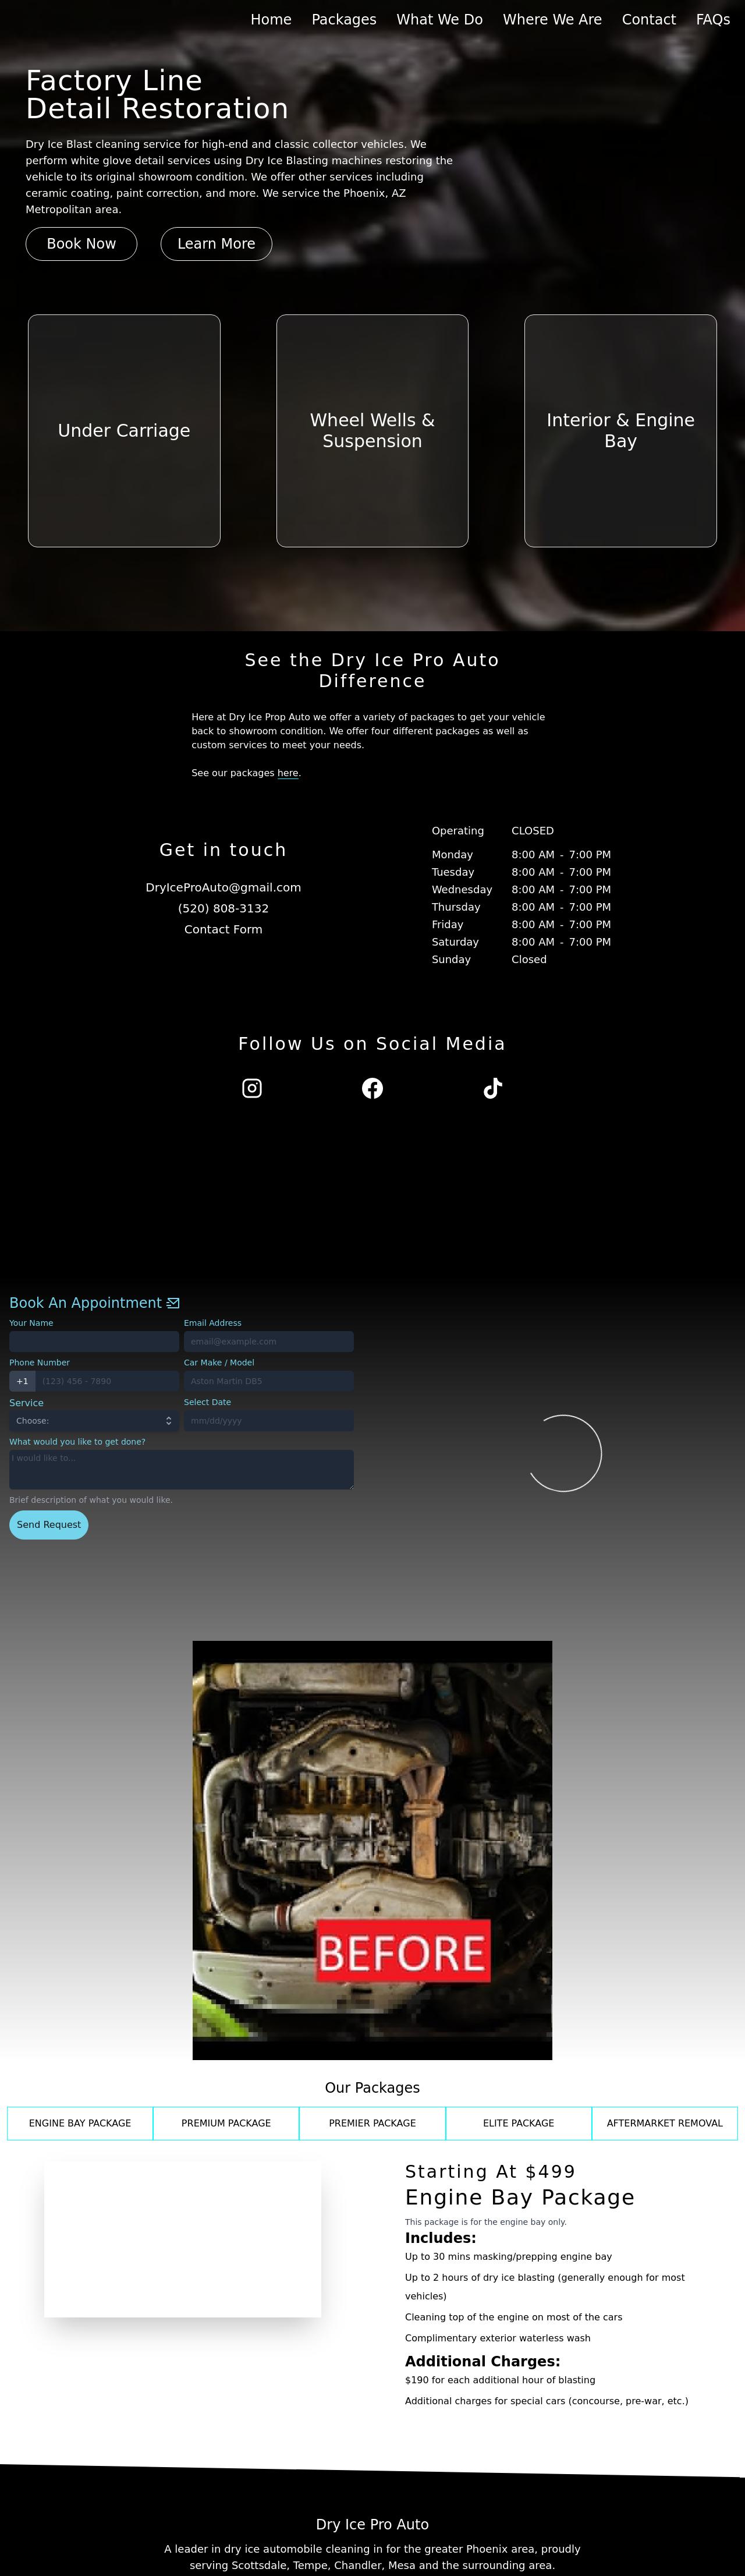 Home Packages What We Do Where We Are Contact FAQs
Factory Line
Detail Restoration
Dry Ice Blast cleaning service for high-end and classic collector vehicles. We
perform white glove detail services using Dry Ice Blasting machines restoring the
vehicle to its original showroom condition. We offer other services including
ceramic coating, paint correction, and more. We service the Phoenix, AZ
Metropolitan area.
Book Now Learn More
Under Carriage
Wheel Wells &
Suspension
Interior & Engine
Bay
See the Dry Ice Pro Auto
Difference
Here at Dry Ice Prop Auto we offer a variety of packages to get your vehicle
back to showroom condition. We offer four different packages as well as
custom services to meet your needs.
See our packages here.
Get in touch
DryIceProAuto@gmail.com
(520) 808-3132
Contact Form
Operating CLOSED
Monday 8:00 AM - 7:00 PM
Tuesday 8:00 AM - 7:00 PM
Wednesday 8:00 AM - 7:00 PM
Thursday 8:00 AM - 7:00 PM
Friday 8:00 AM - 7:00 PM
Saturday 8:00 AM - 7:00 PM
Sunday Closed
Follow Us on Social Media
Book An Appointment
Your Name Email Address
email@example.com
Phone Number Car Make / Model
+1 (123) 456 - 7890 Aston Martin DB5
Service Select Date
Choose: mm/dd/yyyy
What would you like to get done?
I would like to...
Brief description of what you would like.
Send Request
BEFORE
Our Packages
ENGINE BAY PACKAGE PREMIUM PACKAGE PREMIER PACKAGE ELITE PACKAGE AFTERMARKET REMOVAL
Starting At $499
Engine Bay Package
This package is for the engine bay only.
Includes:
Up to 30 mins masking/prepping engine bay
Up to 2 hours of dry ice blasting (generally enough for most
vehicles)
Cleaning top of the engine on most of the cars
Complimentary exterior waterless wash
Additional Charges:
$190 for each additional hour of blasting
Additional charges for special cars (concourse, pre-war, etc.)
Dry Ice Pro Auto
A leader in dry ice automobile cleaning in for the greater Phoenix area, proudly
serving Scottsdale, Tempe, Chandler, Mesa and the surrounding area.